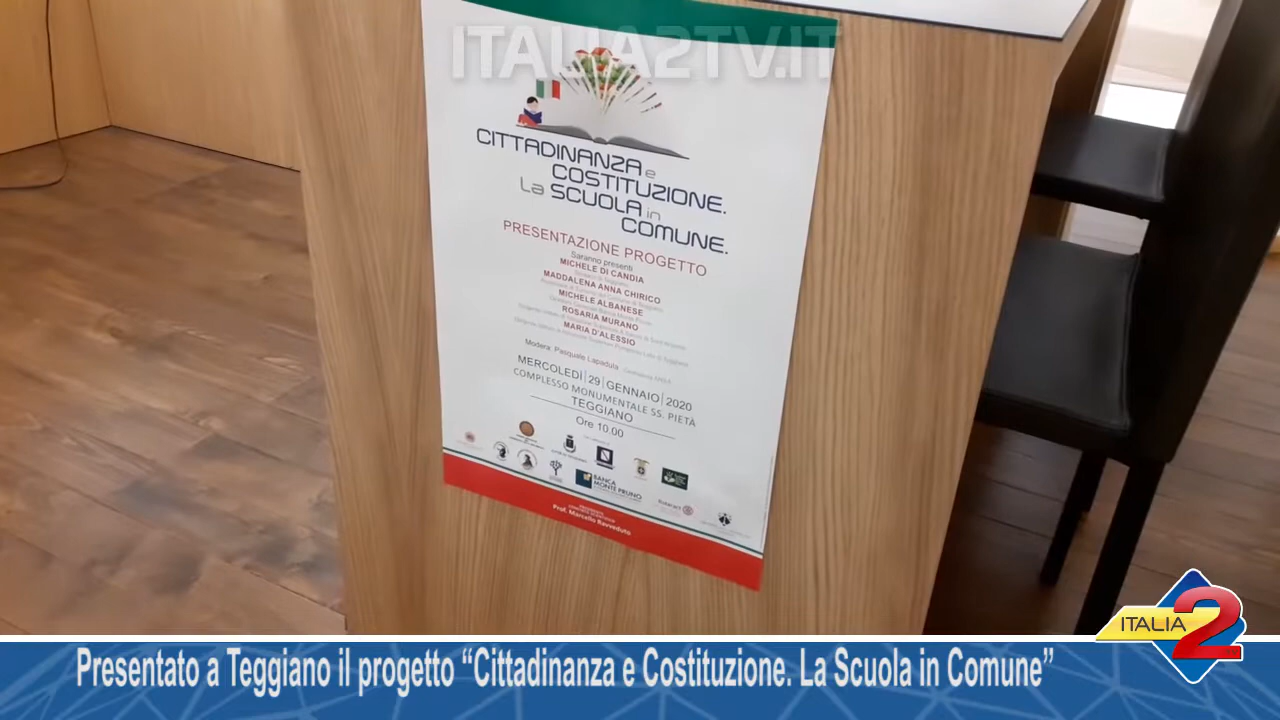 ITALIA2TV.IT
CITTADINANZA e
COSTITUZIONE.
La SCUOLA in
COMUNE.
PRESENTAZIONE PROGETTO
Saranno presenti
MICHELE DI CANDIA
MADDALENA ANNA CHIRICO
MICHELE ALBANESE
ROSARIA MURANO
MARIA D'ALESSIO
Modera: Pasquale Lapadula
MERCOLEDÌ | 29 | GENNAIO | 2020
COMPLESSO MONUMENTALE SS. PIETÀ
TEGGIANO
Ore 10.00
BANCA
MONTE PRUNO
Rotaract
Prof. Marcello Ravveduto
ITALIA 2
Presentato a Teggiano il progetto “Cittadinanza e Costituzione. La Scuola in Comune”